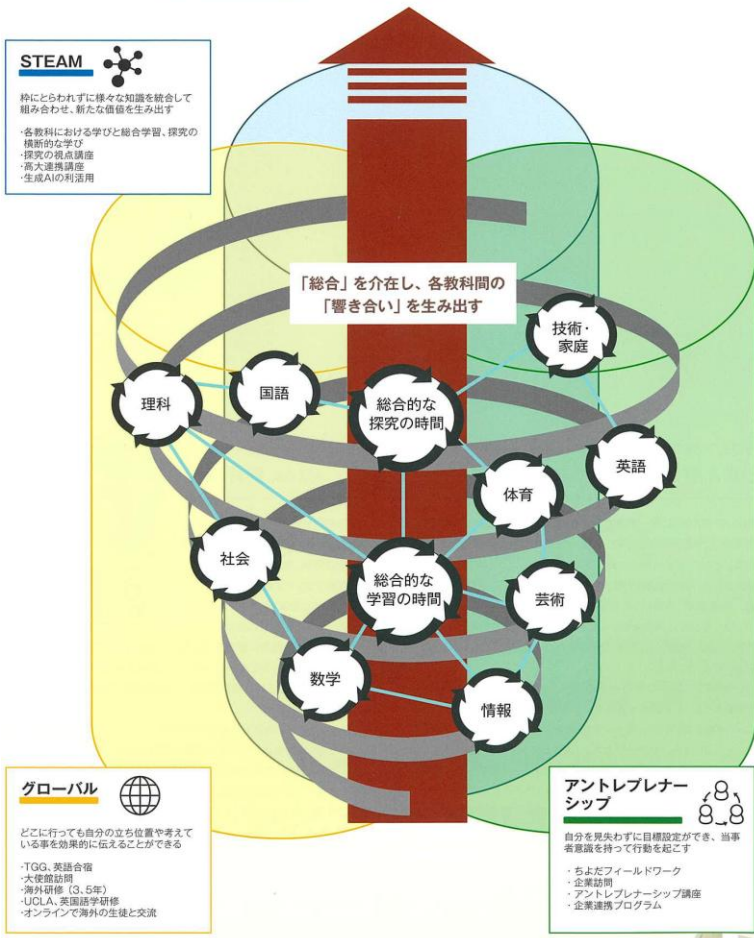 STEAM
枠にとらわれずに様々な知識を統合して
組み合わせ、新たな価値を生み出す
・各教科における学びと総合学習、探究の
横断的な学び
・探究の視点講座
・高大連携講座
・生成AIの利活用
「総合」を介在し、各教科間の
「響き合い」を生み出す
技術・
家庭
理科
国語
総合的な
探究の時間
英語
体育
社会
総合的な
学習の時間
芸術
数学
情報
グローバル
どこに行っても自分の立ち位置や考えて
いる事を効果的に伝えることができる
・TGG、英語合宿
・大使館訪問
・海外研修（3、5年）
・UCLA、英国語学研修
・オンラインで海外の生徒と交流
アントレプレナー
シップ
自分を見失わずに目標設定ができ、当事
者意識を持って行動を起こす
・ちよだフィールドワーク
・企業訪問
・アントレプレナーシップ講座
・企業連携プログラム